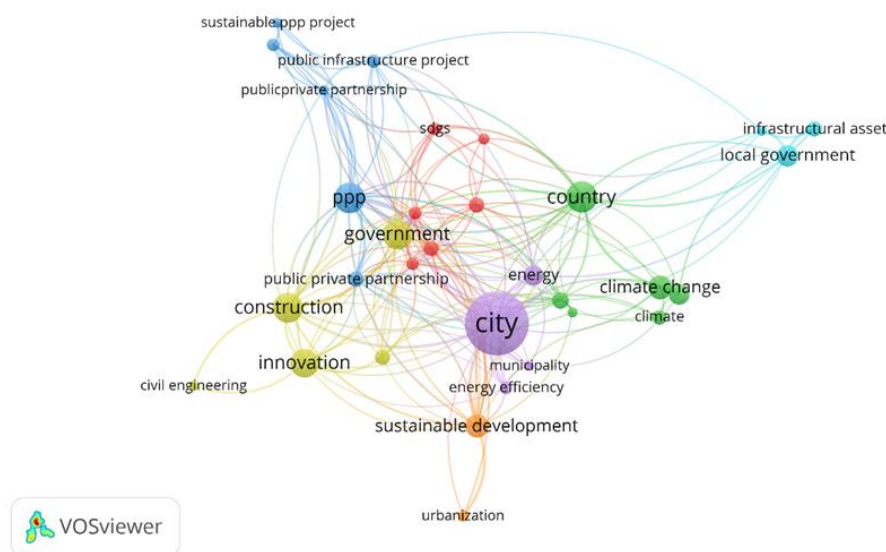 sustainable ppp project
public infrastructure project
publicprivate partnership
sdgs
infrastructural asset
local government
ppp
country
government
public private partnership
energy
climate change
construction
city
climate
innovation
municipality
civil engineering
energy efficiency
sustainable development
urbanization
VOSviewer